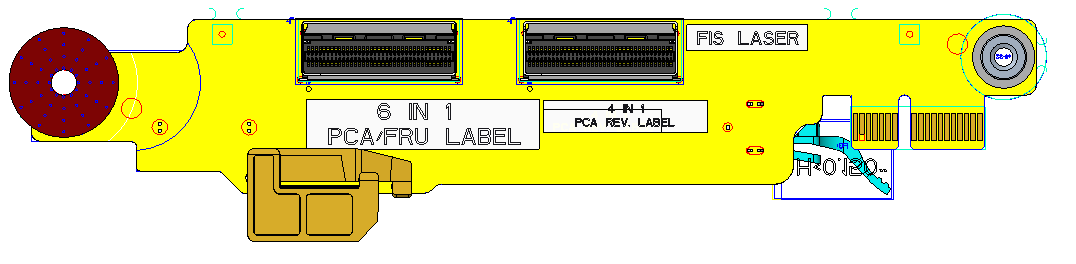 FIS LASER
6 IN 1
PCA/FRU LABEL
4 IN 1
PCA REV. LABEL